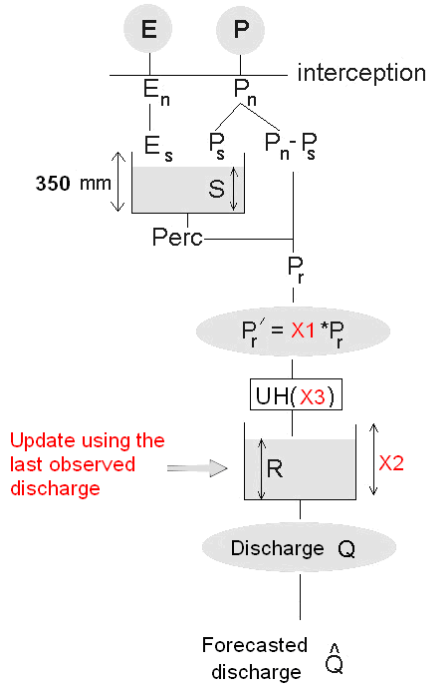 E P
interception
Eₙ Pₙ
Eₛ Pₛ Pₙ-Pₛ
350 mm
S
Perc
Pᵣ
Pᵣ′ = X1*Pᵣ
UH(X3)
Update using the
last observed
discharge
R
X2
Discharge Q
Forecasted
discharge Q̂